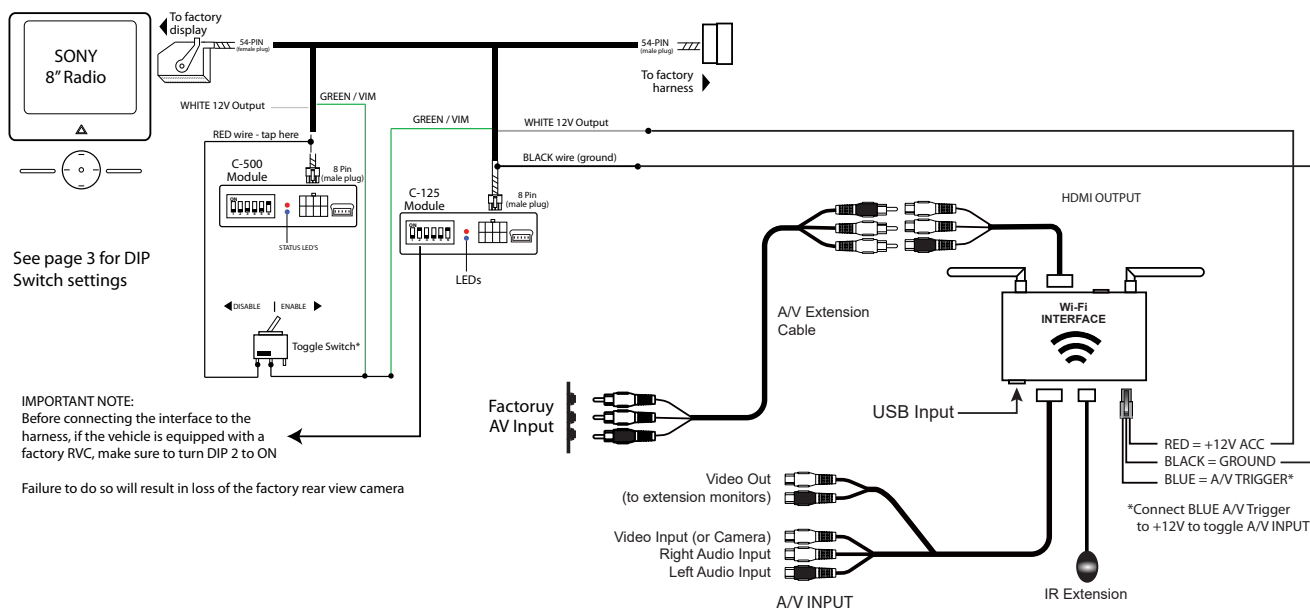 To factory
display
SONY
8” Radio
54-PIN
(female plug)
54-PIN
(male plug)
To factory
harness
GREEN / VIM
WHITE 12V Output
RED wire - tap here
GREEN / VIM
WHITE 12V Output
BLACK wire (ground)
C-500
Module
8 Pin
(male plug)
ON
STATUS LED'S
C-125
Module
8 Pin
(male plug)
ON
LEDs
See page 3 for DIP
Switch settings
DISABLE
ENABLE
Toggle Switch*
IMPORTANT NOTE:
Before connecting the interface to the
harness, if the vehicle is equipped with a
factory RVC, make sure to turn DIP 2 to ON
Failure to do so will result in loss of the factory rear view camera
HDMI OUTPUT
A/V Extension
Cable
Wi-Fi
INTERFACE
Factoruy
AV Input
USB Input
RED = +12V ACC
BLACK = GROUND
BLUE = A/V TRIGGER*
*Connect BLUE A/V Trigger
to +12V to toggle A/V INPUT
Video Out
(to extension monitors)
Video Input (or Camera)
Right Audio Input
Left Audio Input
A/V INPUT
IR Extension